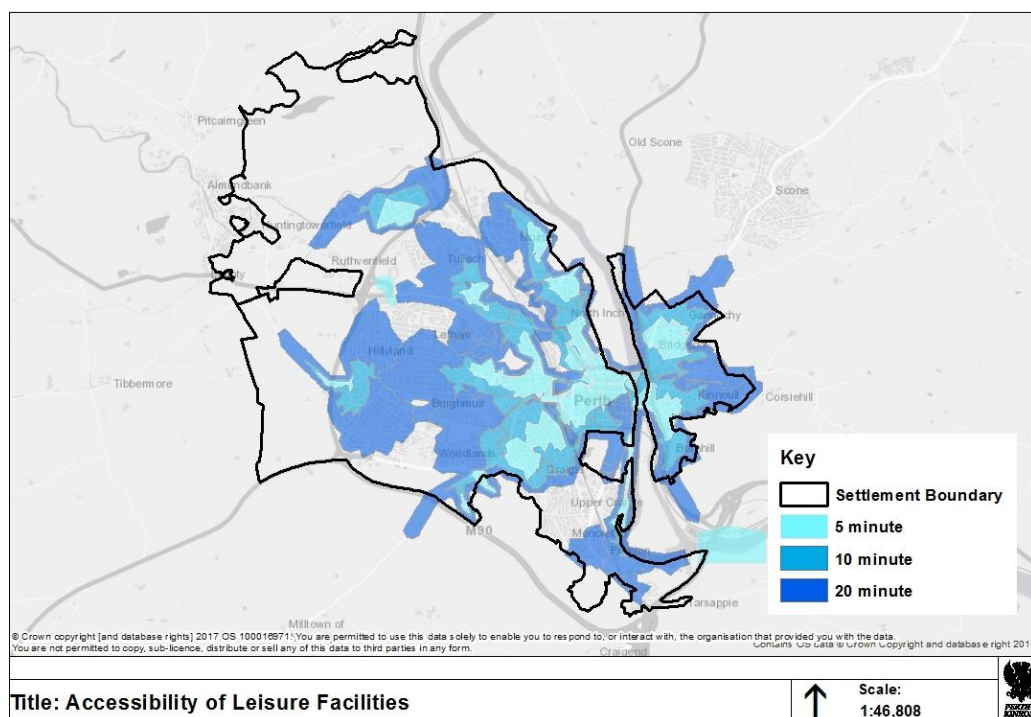 Pitcairngreen
Old Scone
Almondbank
Scone
Huntingtowerfield
Ruthvenfield
Tulloch
North Inch
Gannochy
Letham
Hillyland
Tibbermore
Burghmuir
Perth
Kinnoull
Corsiehill
Woodlands
Barnhill
Craigie
Upper Craigie
M90
Moncreiffe
Friarton
Tarsappie
Milltown of
Craigend
Key
Settlement Boundary
5 minute
10 minute
20 minute
© Crown copyright [and database rights] 2017 OS 100016971. You are permitted to use this data solely to enable you to respond to, or interact with, the organisation that provided you with the data.
You are not permitted to copy, sub-licence, distribute or sell any of this data to third parties in any form.
Contains OS data © Crown Copyright and database right 201
Title: Accessibility of Leisure Facilities
Scale:
1:46,808